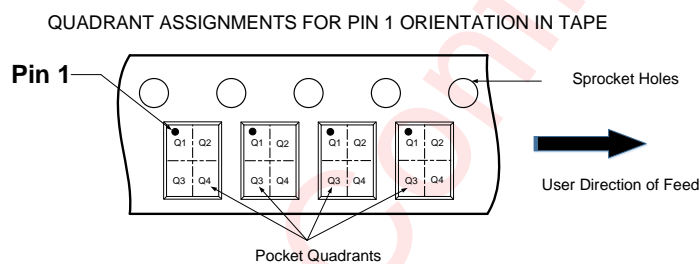 QUADRANT ASSIGNMENTS FOR PIN 1 ORIENTATION IN TAPE
Pin 1
Sprocket Holes
Q1 Q2 Q1 Q2 Q1 Q2 Q1 Q2
Q3 Q4 Q3 Q4 Q3 Q4 Q3 Q4
User Direction of Feed
Pocket Quadrants